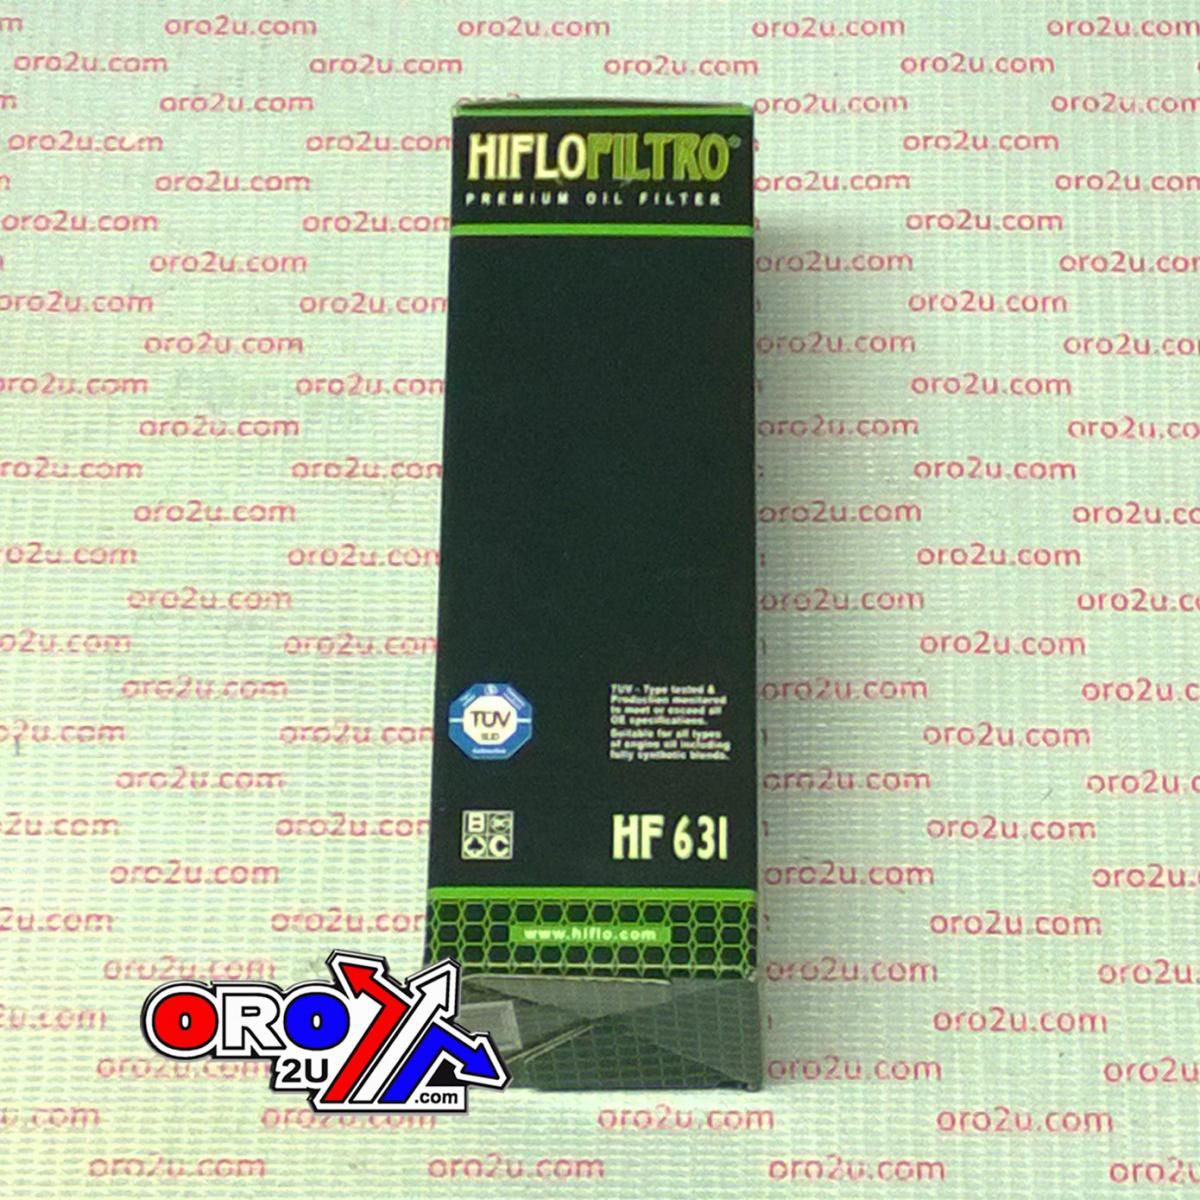 HIFLOFILTRO®
PREMIUM OIL FILTER
TUV - Type tested &
Production monitored
to meet or exceed all
OE specifications.
Suitable for all types
of engine oil including
fully synthetic blends.
TUV
SUD
Automotive
B
C
HF 631
www.hiflo.com
ORO
2U
.com
oro2u.com